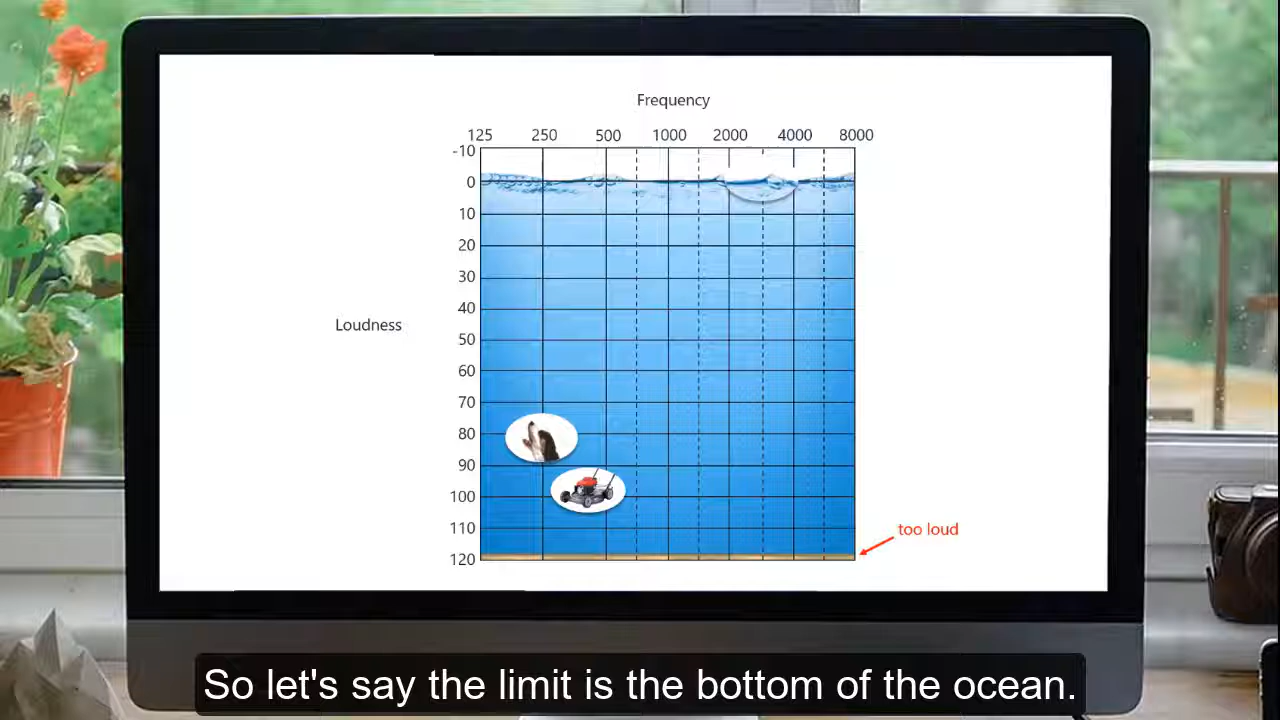 Frequency
125 250 500 1000 2000 4000 8000
-10
0
10
20
30
40
Loudness
50
60
70
80
90
100
110
too loud
120
So let's say the limit is the bottom of the ocean.